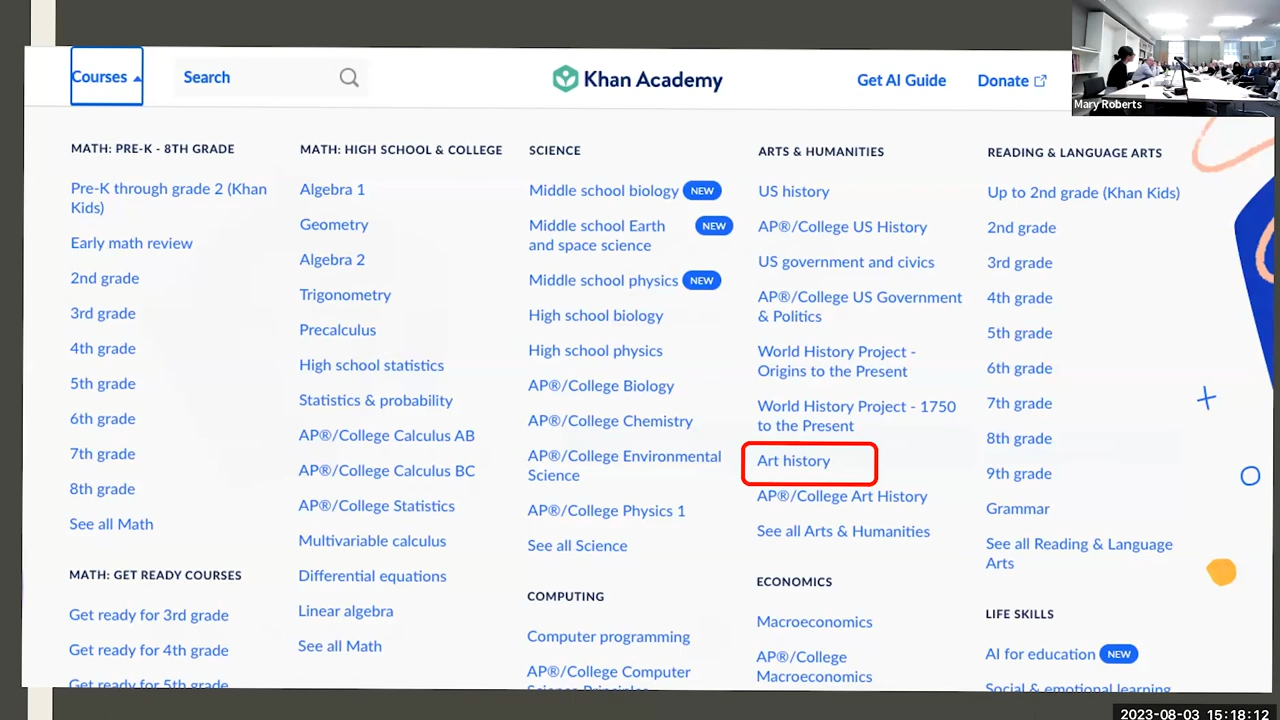 Courses
Search
Khan Academy
Get AI Guide
Donate
Mary Roberts
MATH: PRE-K - 8TH GRADE
Pre-K through grade 2 (Khan
Kids)
Early math review
2nd grade
3rd grade
4th grade
5th grade
6th grade
7th grade
8th grade
See all Math
MATH: GET READY COURSES
Get ready for 3rd grade
Get ready for 4th grade
Get ready for 5th grade
MATH: HIGH SCHOOL & COLLEGE
Algebra 1
Geometry
Algebra 2
Trigonometry
Precalculus
High school statistics
Statistics & probability
AP®/College Calculus AB
AP®/College Calculus BC
AP®/College Statistics
Multivariable calculus
Differential equations
Linear algebra
See all Math
SCIENCE
Middle school biology NEW
Middle school Earth NEW
and space science
Middle school physics NEW
High school biology
High school physics
AP®/College Biology
AP®/College Chemistry
AP®/College Environmental
Science
AP®/College Physics 1
See all Science
COMPUTING
Computer programming
AP®/College Computer
Science Principles
ARTS & HUMANITIES
US history
AP®/College US History
US government and civics
AP®/College US Government
& Politics
World History Project -
Origins to the Present
World History Project - 1750
to the Present
Art history
AP®/College Art History
See all Arts & Humanities
ECONOMICS
Macroeconomics
AP®/College
Macroeconomics
READING & LANGUAGE ARTS
Up to 2nd grade (Khan Kids)
2nd grade
3rd grade
4th grade
5th grade
6th grade
7th grade
8th grade
9th grade
Grammar
See all Reading & Language
Arts
LIFE SKILLS
AI for education NEW
Social & emotional learning
2023-08-03 15:18:12